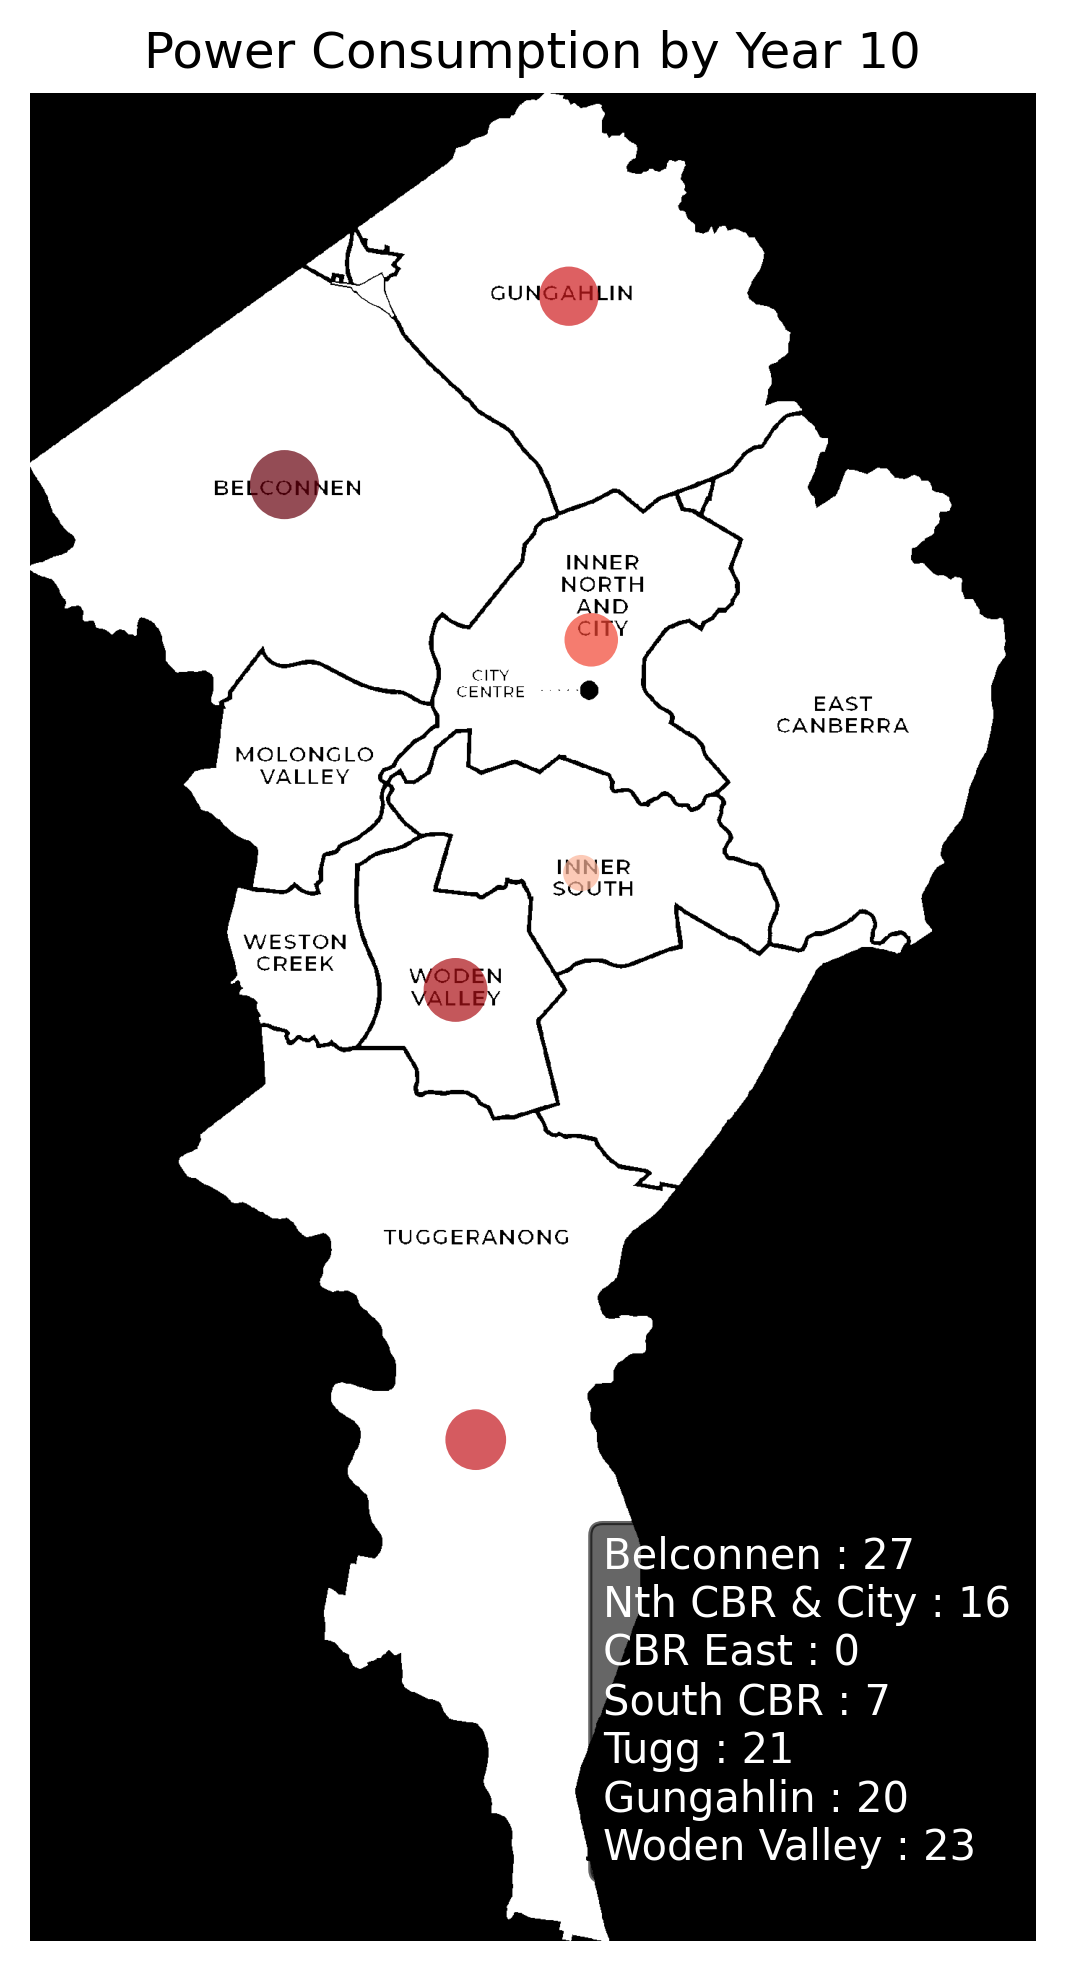 Power Consumption by Year 10
GUNGAHLIN
BELCONNEN
INNER
NORTH
AND
CITY
CITY
CENTRE
EAST
CANBERRA
MOLONGLO
VALLEY
INNER
SOUTH
WESTON
CREEK
WODEN
VALLEY
TUGGERANONG
Belconnen : 27
Nth CBR & City : 16
CBR East : 0
South CBR : 7
Tugg : 21
Gungahlin : 20
Woden Valley : 23